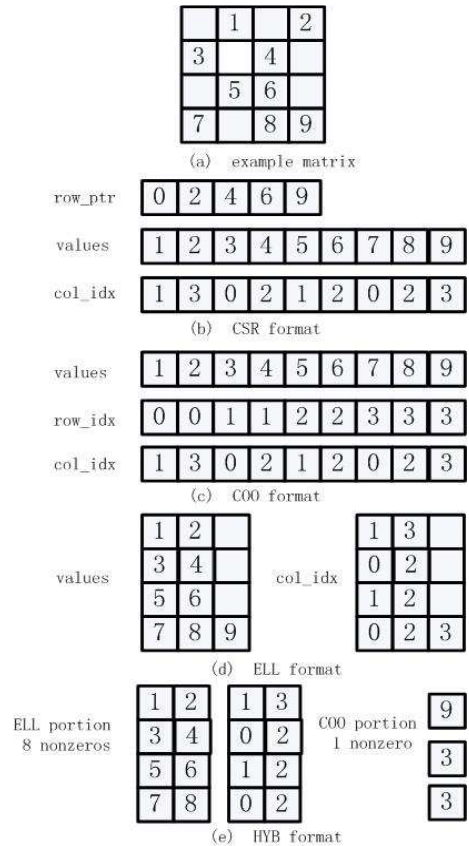 1 2
3 4
5 6
7 8 9
(a) example matrix
row_ptr 0 2 4 6 9
values 1 2 3 4 5 6 7 8 9
col_idx 1 3 0 2 1 2 0 2 3
(b) CSR format
values 1 2 3 4 5 6 7 8 9
row_idx 0 0 1 1 2 2 3 3 3
col_idx 1 3 0 2 1 2 0 2 3
(c) COO format
1 2 1 3
3 4 0 2
values col_idx
5 6 1 2
7 8 9 0 2 3
(d) ELL format
1 2 1 3 9
ELL portion COO portion
3 4 0 2
8 nonzeros 1 nonzero
5 6 1 2 3
7 8 0 2 3
(e) HYB format